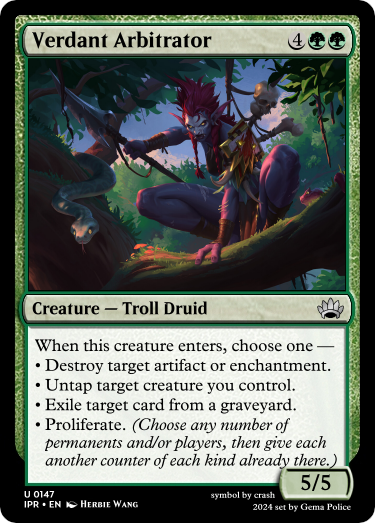 Verdant Arbitrator 4
Creature — Troll Druid
When this creature enters, choose one —
• Destroy target artifact or enchantment.
• Untap target creature you control.
• Exile target card from a graveyard.
• Proliferate. (Choose any number of
permanents and/or players, then give each
another counter of each kind already there.)
5/5
U 0147
IPR • EN Herbie Wang
symbol by crash
2024 set by Gema Police